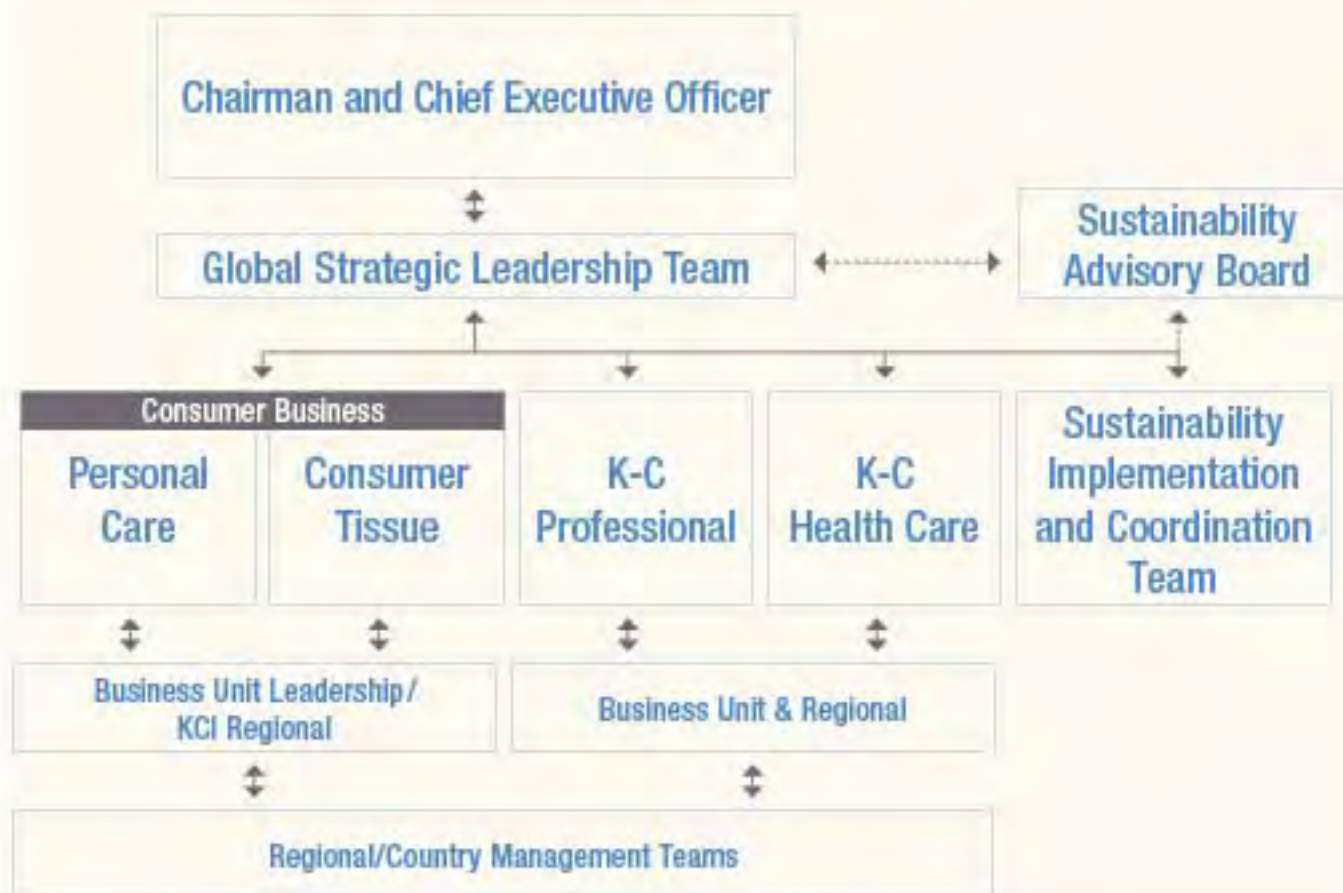 Chairman and Chief Executive Officer
Global Strategic Leadership Team
Sustainability
Advisory Board
Consumer Business
Personal
Care
Consumer
Tissue
K-C
Professional
K-C
Health Care
Sustainability
Implementation
and Coordination
Team
Business Unit Leadership/
KCI Regional
Business Unit & Regional
Regional/Country Management Teams